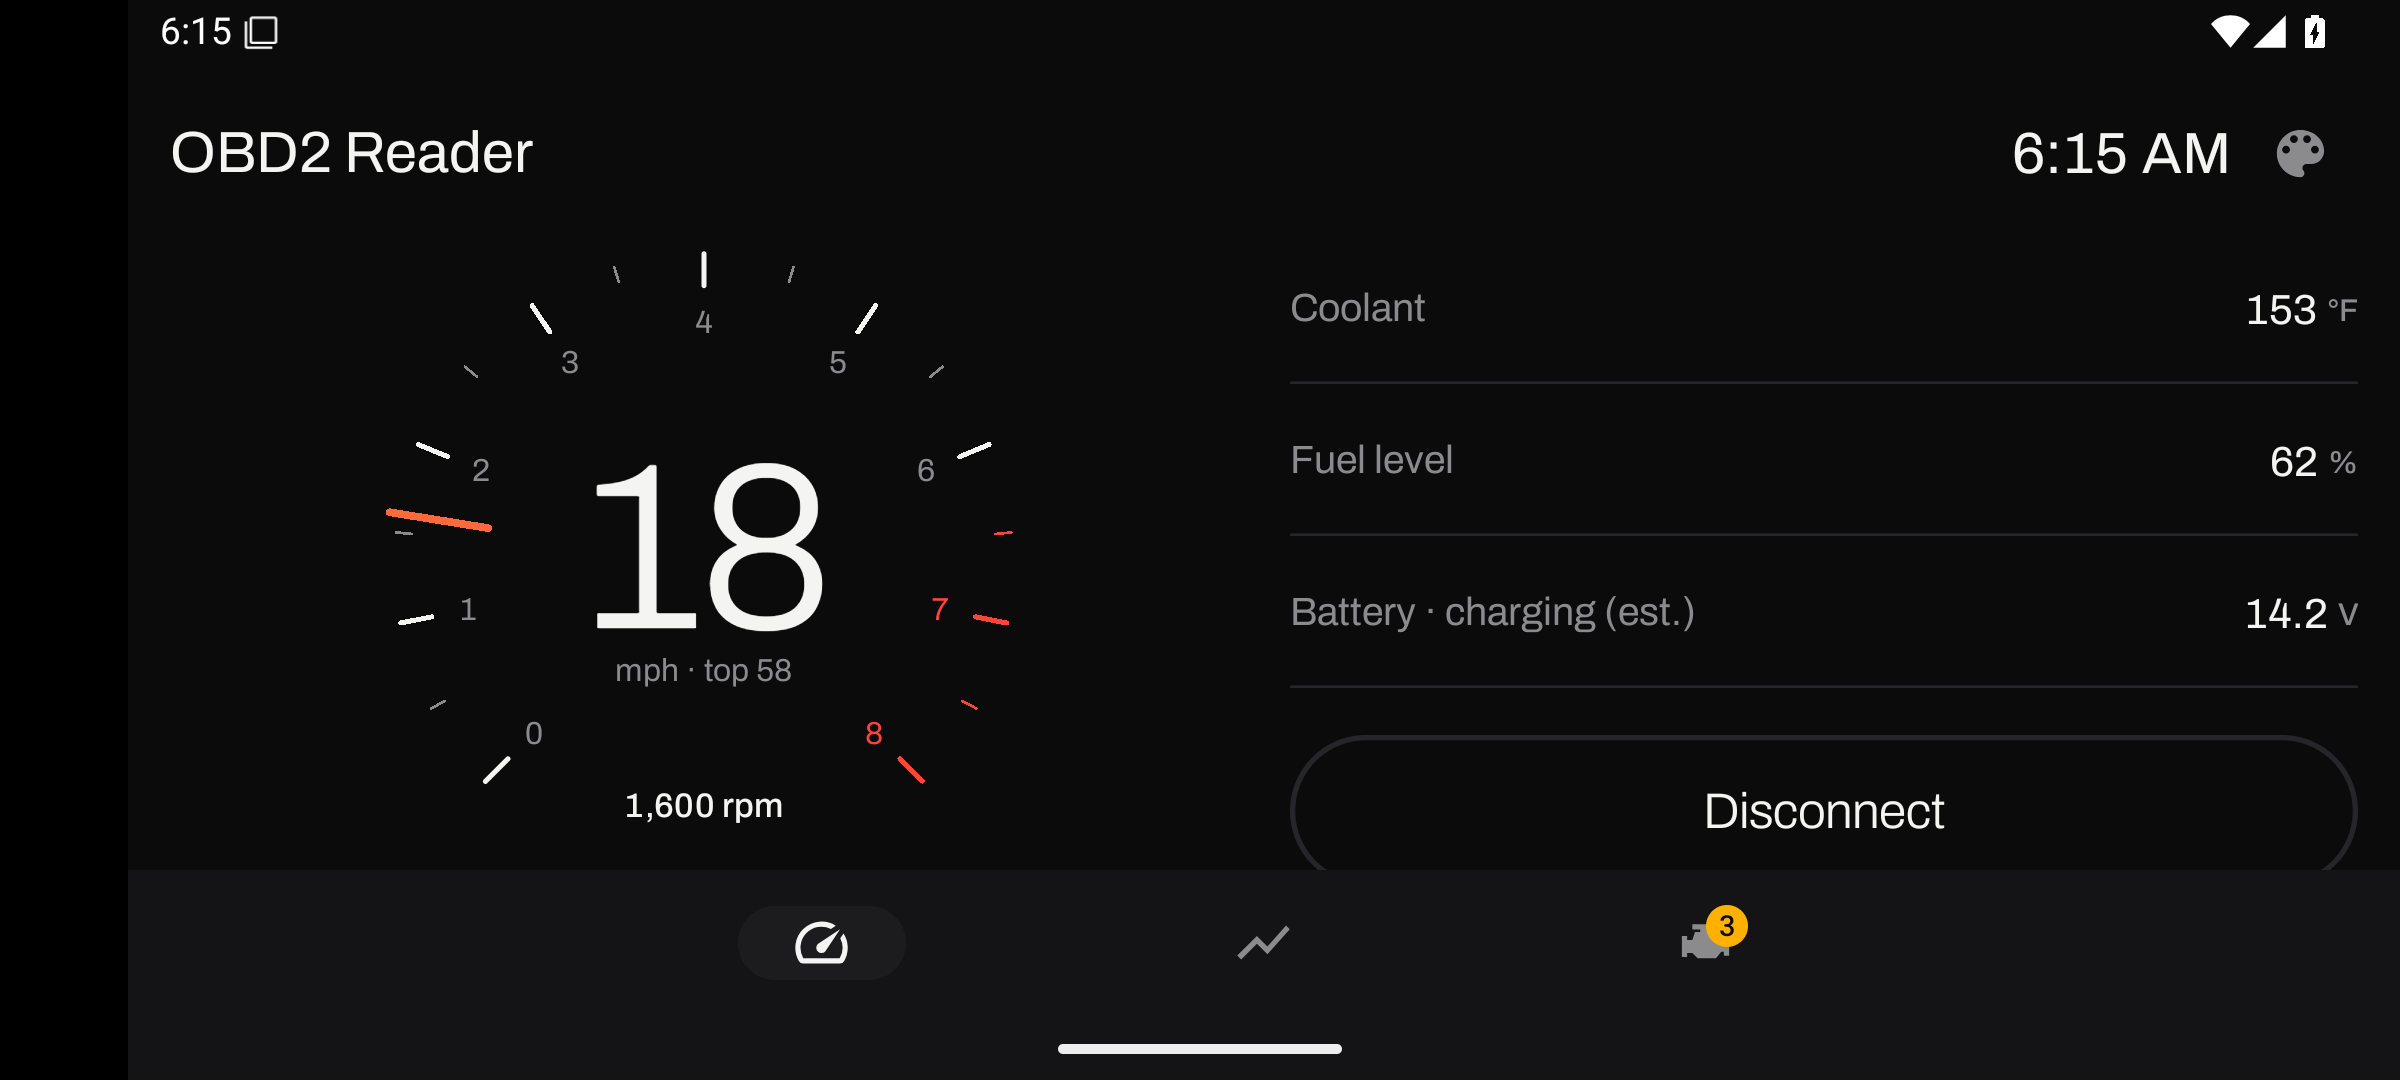 6:15
OBD2 Reader
6:15 AM
4
3
5
2
6
1
7
0
8
18
mph · top 58
1,600 rpm
Coolant
153 °F
Fuel level
62 %
Battery · charging (est.)
14.2 V
Disconnect
3